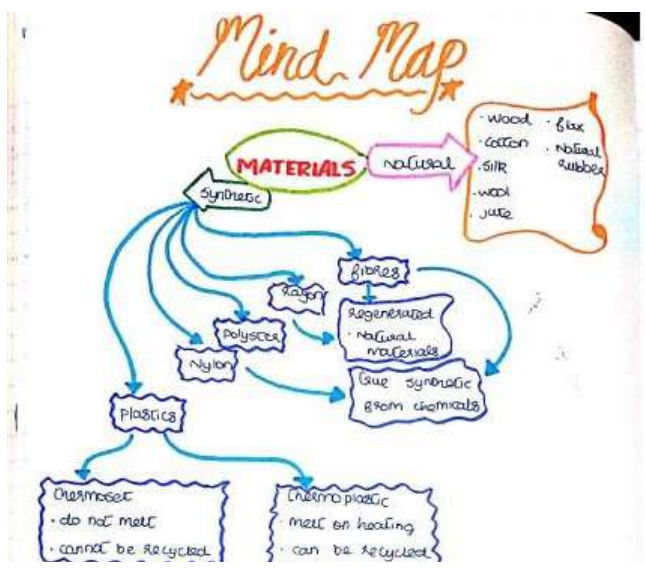 Mind Map
MATERIALS
Natural
· wood
· cotton
· silk
· wool
· jute
· flax
· Natural
rubber
Synthetic
fibres
Rayon
Polyster
Nylon
Regenerated
· Natural
materials
True synthetic
from chemicals
Plastics
Thermoset
· do not melt
· cannot be recycled
Thermoplastic
· melt on heating
· can be recycled